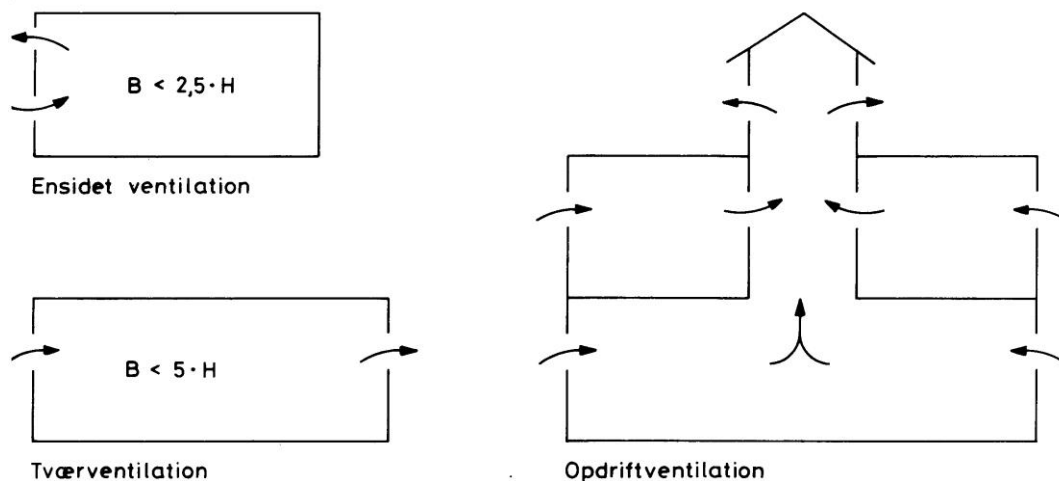 B < 2,5·H
Ensidet ventilation
B < 5·H
Tværventilation
Opdriftventilation